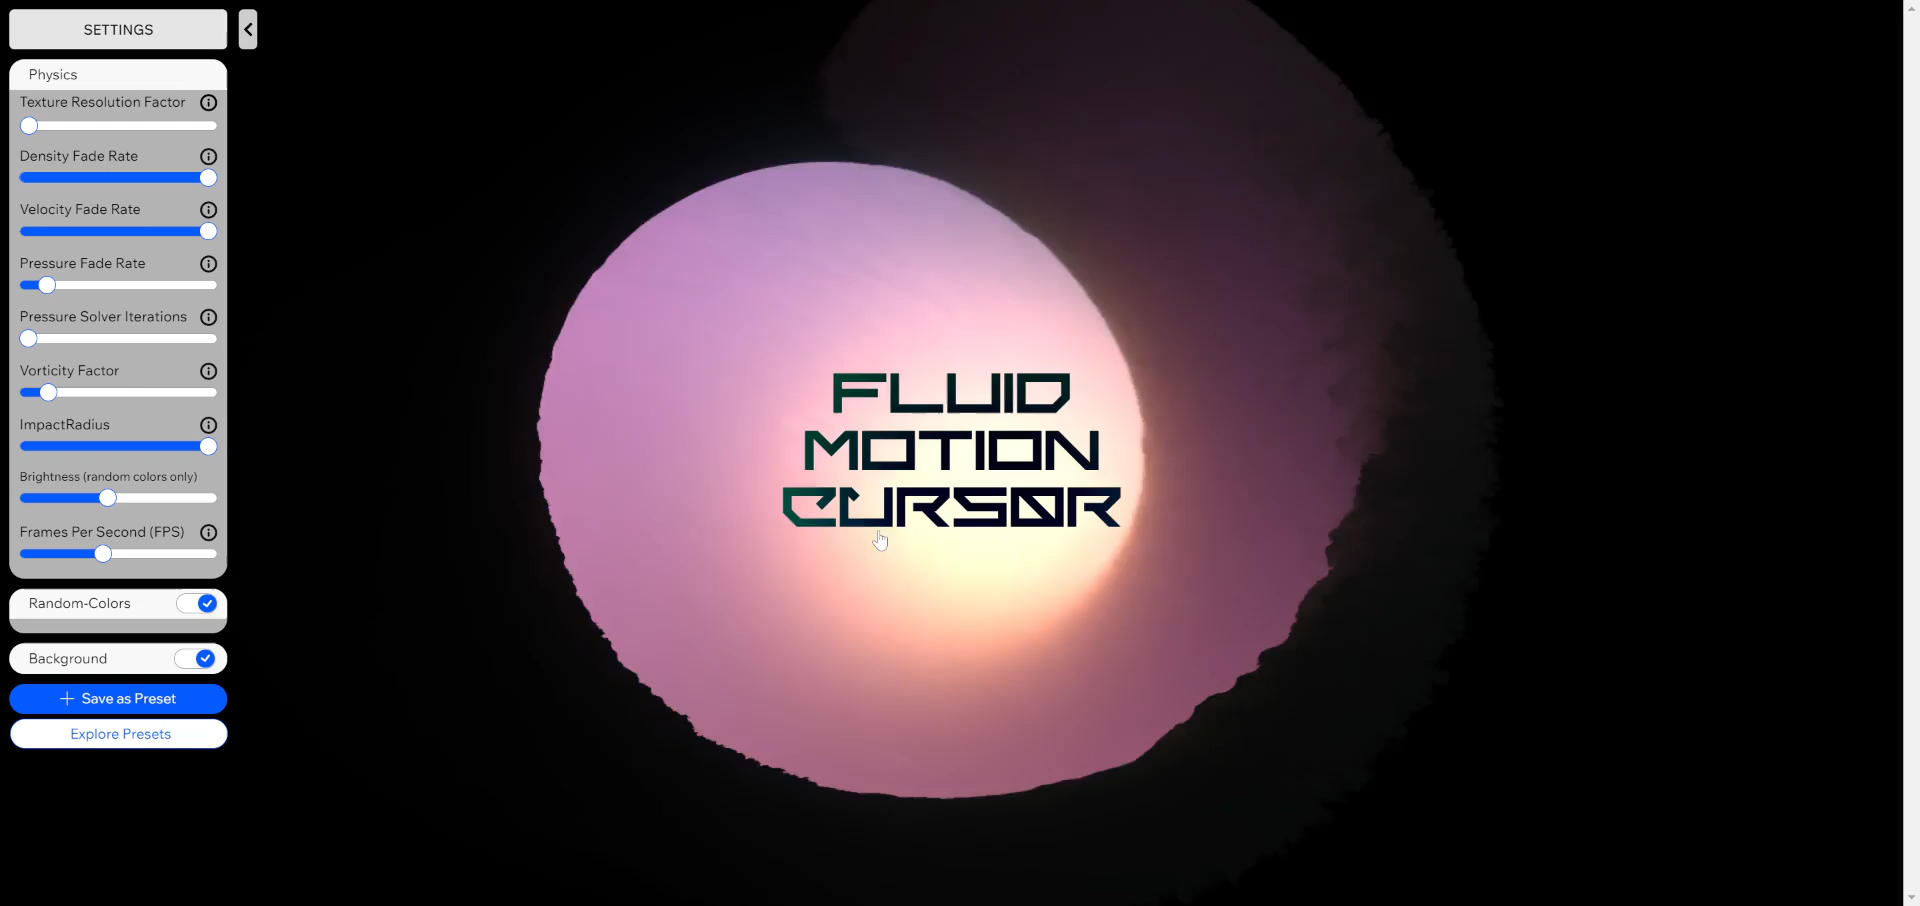 SETTINGS
Physics
Texture Resolution Factor
Density Fade Rate
Velocity Fade Rate
Pressure Fade Rate
Pressure Solver Iterations
Vorticity Factor
ImpactRadius
Brightness (random colors only)
Frames Per Second (FPS)
Random-Colors
Background
Save as Preset
Explore Presets
FLUID
MOTION
CURSOR